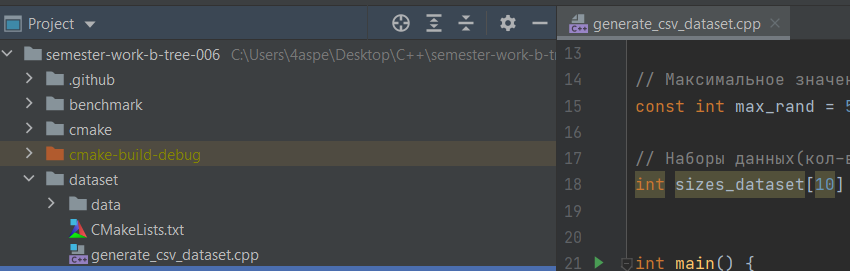 Project
semester-work-b-tree-006 C:\Users\4aspe\Desktop\C++\semester-work-b-tr
.github
benchmark
cmake
cmake-build-debug
dataset
data
CMakeLists.txt
generate_csv_dataset.cpp
generate_csv_dataset.cpp
13
14 // Максимальное значен
15 const int max_rand = 5
16
17 // Наборы данных(кол-в
18 int sizes_dataset[10]
19
20
21 int main() {